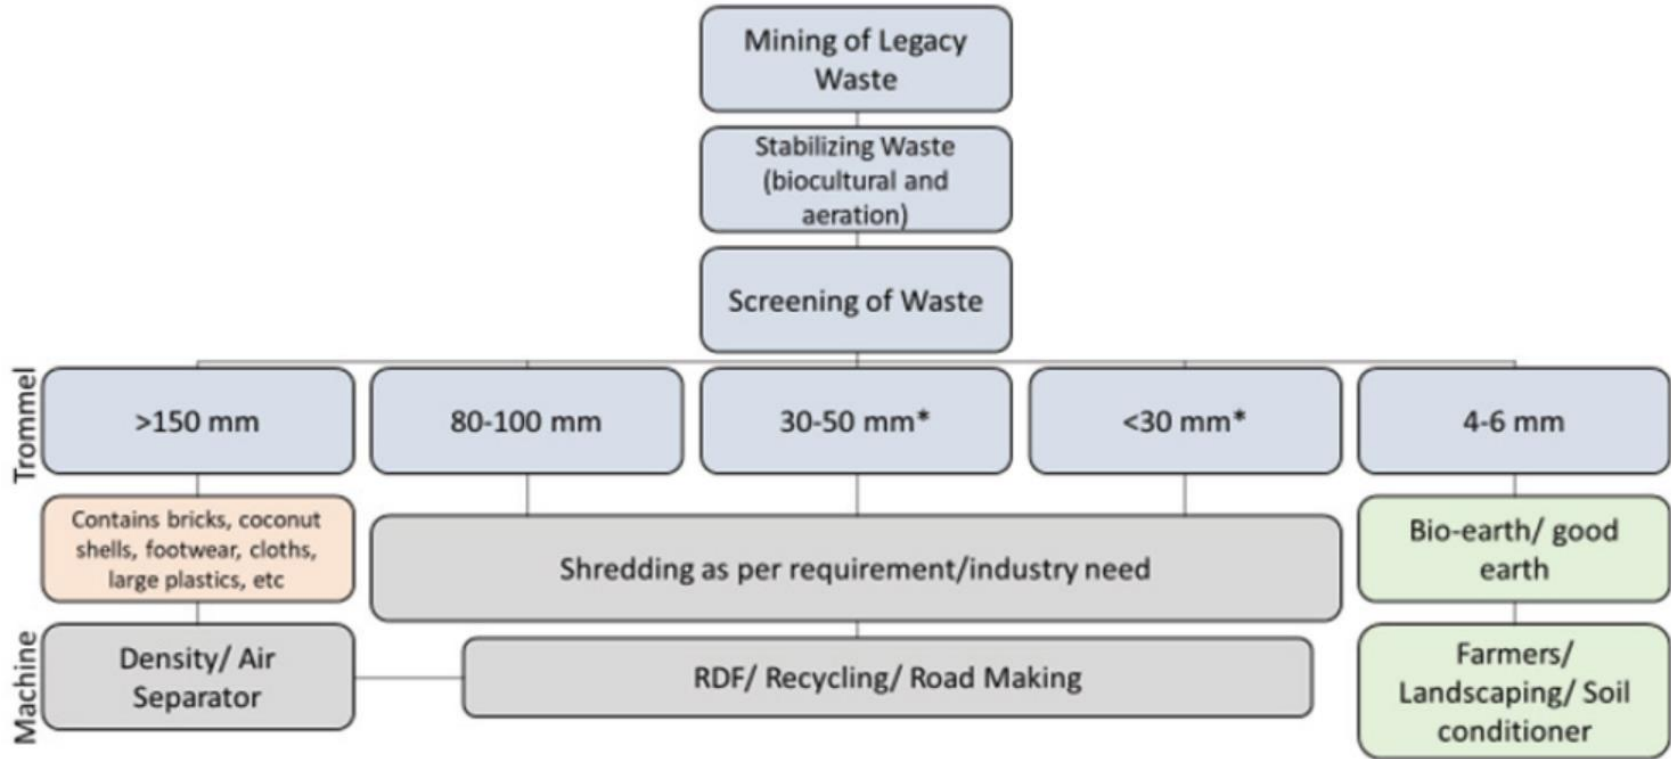 Mining of Legacy
Waste
Stabilizing Waste
(biocultural and
aeration)
Screening of Waste
Trommel
>150 mm
80-100 mm
30-50 mm*
<30 mm*
4-6 mm
Contains bricks, coconut
shells, footwear, cloths,
large plastics, etc
Shredding as per requirement/industry need
Bio-earth/ good
earth
Machine
Density/ Air
Separator
RDF/ Recycling/ Road Making
Farmers/
Landscaping/ Soil
conditioner